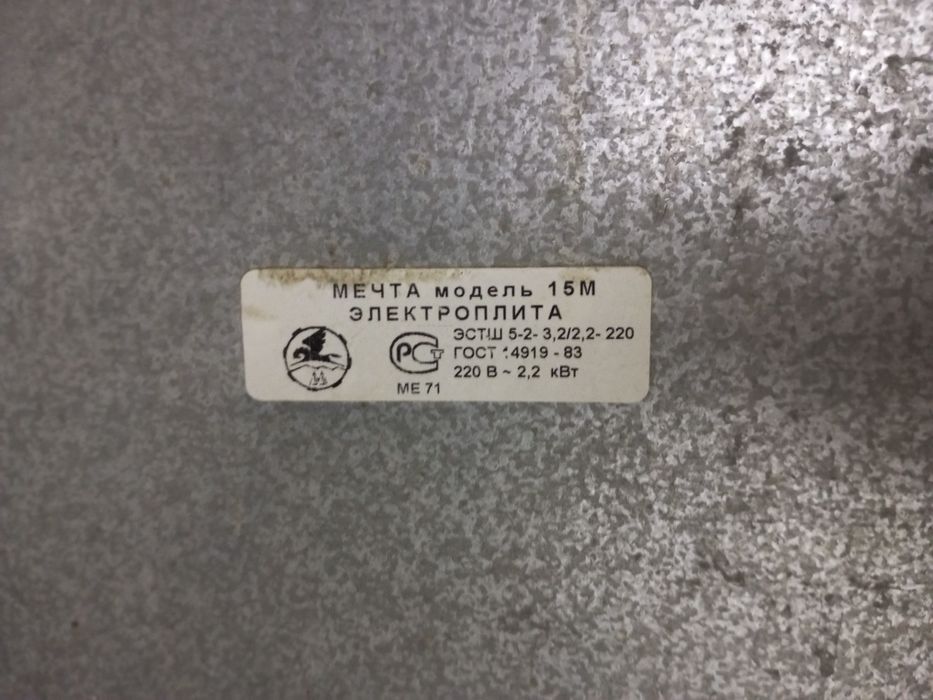 МЕЧТА модель 15М
ЭЛЕКТРОПЛИТА
ЭСТШ 5-2- 3,2/2,2- 220
ГОСТ 14919 - 83
220 В ~ 2,2 кВт
РСТ
МЕ 71